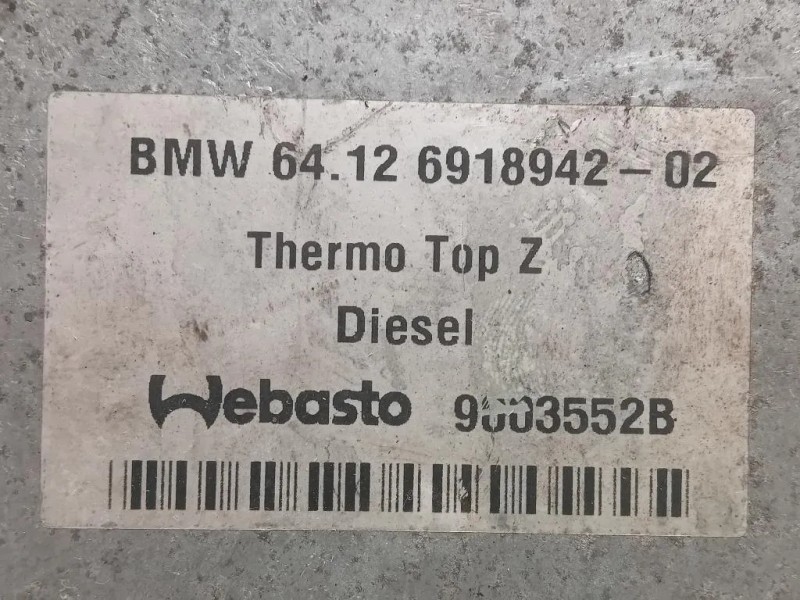 BMW 64.12 6918942-02
Thermo Top Z
Diesel
Webasto 9003552B